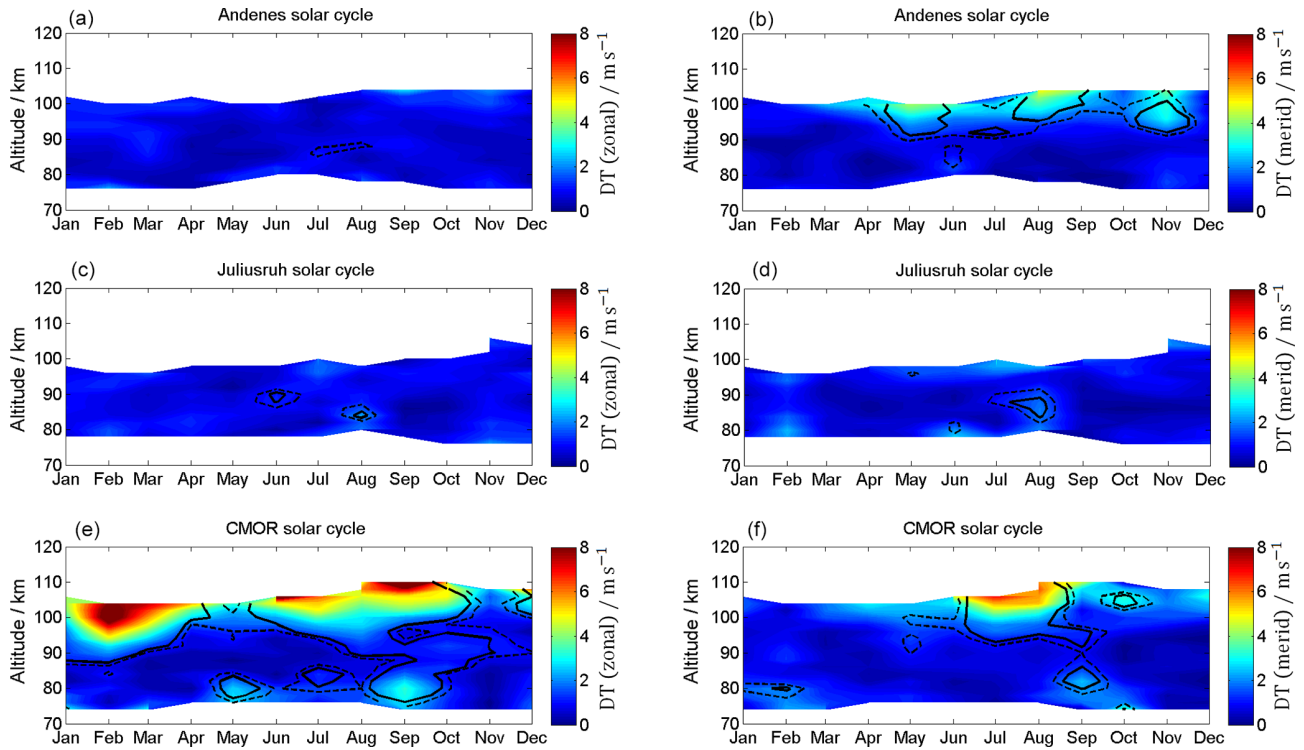 (a) Andenes solar cycle
120
110
100
90
80
70
Altitude / km
Jan Feb Mar Apr May Jun Jul Aug Sep Oct Nov Dec
8
6
4
2
0
DT (zonal) / m s−1
(b) Andenes solar cycle
120
110
100
90
80
70
Altitude / km
Jan Feb Mar Apr May Jun Jul Aug Sep Oct Nov Dec
8
6
4
2
0
DT (merid) / m s−1
(c) Juliusruh solar cycle
120
110
100
90
80
70
Altitude / km
Jan Feb Mar Apr May Jun Jul Aug Sep Oct Nov Dec
8
6
4
2
0
DT (zonal) / m s−1
(d) Juliusruh solar cycle
120
110
100
90
80
70
Altitude / km
Jan Feb Mar Apr May Jun Jul Aug Sep Oct Nov Dec
8
6
4
2
0
DT (merid) / m s−1
(e) CMOR solar cycle
120
110
100
90
80
70
Altitude / km
Jan Feb Mar Apr May Jun Jul Aug Sep Oct Nov Dec
8
6
4
2
0
DT (zonal) / m s−1
(f) CMOR solar cycle
120
110
100
90
80
70
Altitude / km
Jan Feb Mar Apr May Jun Jul Aug Sep Oct Nov Dec
8
6
4
2
0
DT (merid) / m s−1